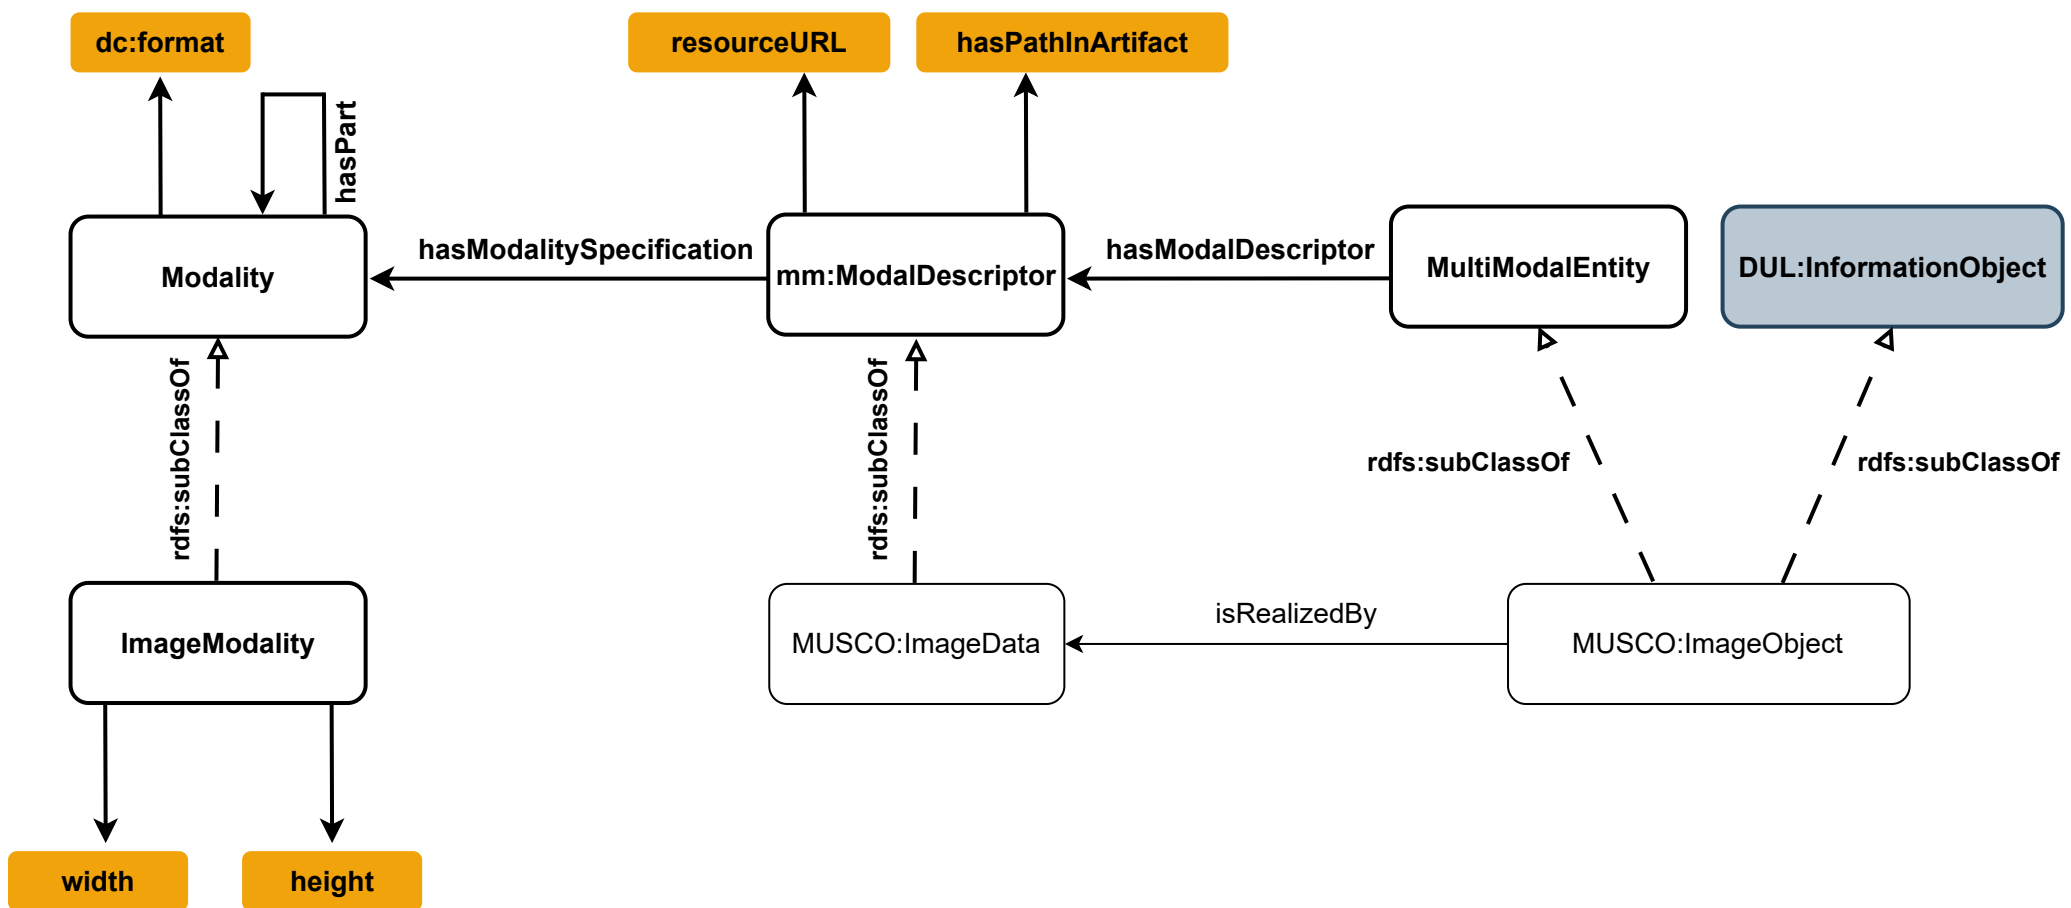 dc:format
resourceURL
hasPathInArtifact
hasPart
hasModalitySpecification
hasModalDescriptor
Modality
mm:ModalDescriptor
MultiModalEntity
DUL:InformationObject
rdfs:subClassOf
rdfs:subClassOf
rdfs:subClassOf
rdfs:subClassOf
isRealizedBy
ImageModality
MUSCO:ImageData
MUSCO:ImageObject
width
height